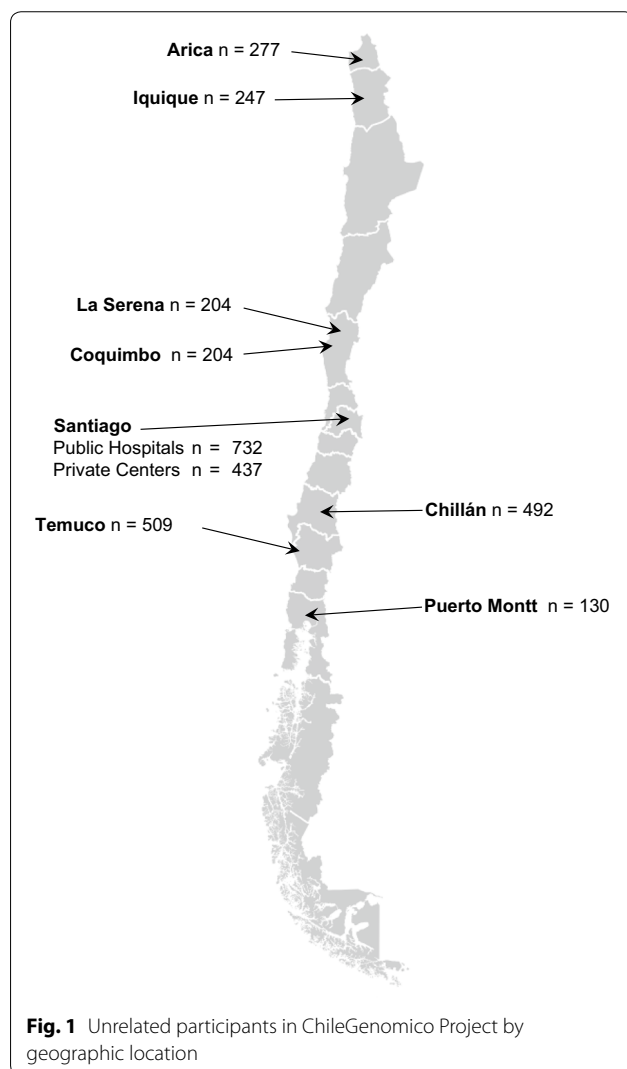 Arica n = 277
Iquique n = 247
La Serena n = 204
Coquimbo n = 204
Santiago
Public Hospitals n = 732
Private Centers n = 437
Chillán n = 492
Temuco n = 509
Puerto Montt n = 130
Fig. 1 Unrelated participants in ChileGenomico Project by
geographic location